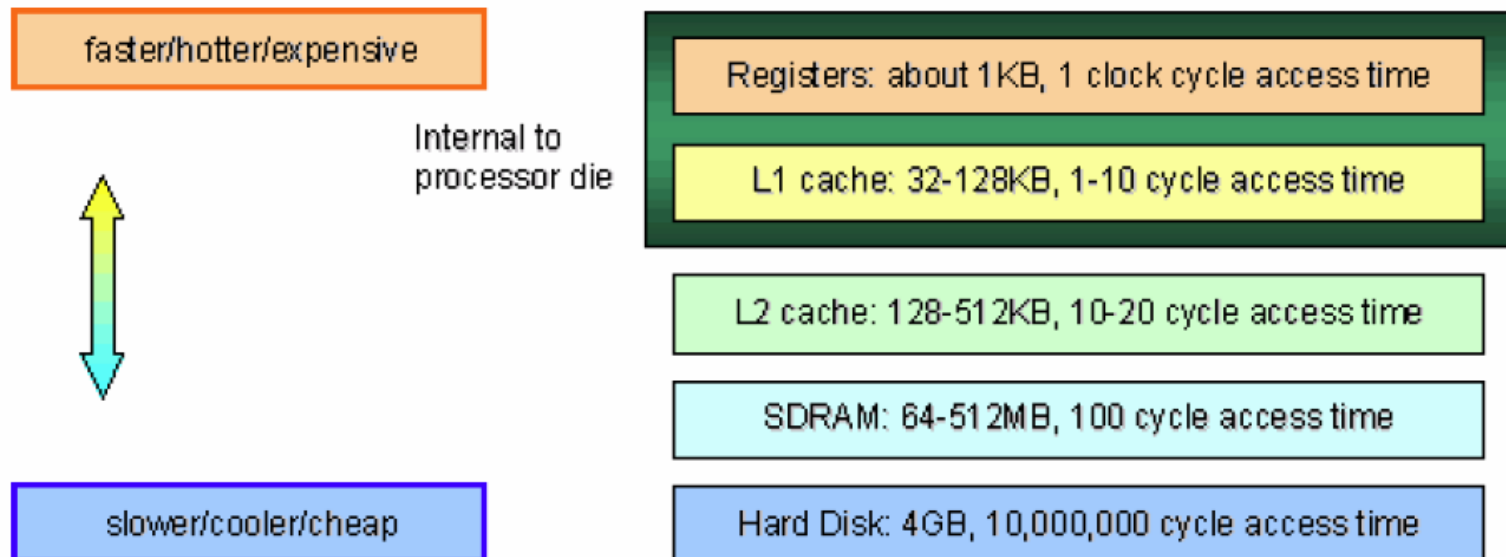 faster/hotter/expensive
Internal to
processor die
slower/cooler/cheap
Registers: about 1KB, 1 clock cycle access time
L1 cache: 32-128KB, 1-10 cycle access time
L2 cache: 128-512KB, 10-20 cycle access time
SDRAM: 64-512MB, 100 cycle access time
Hard Disk: 4GB, 10,000,000 cycle access time